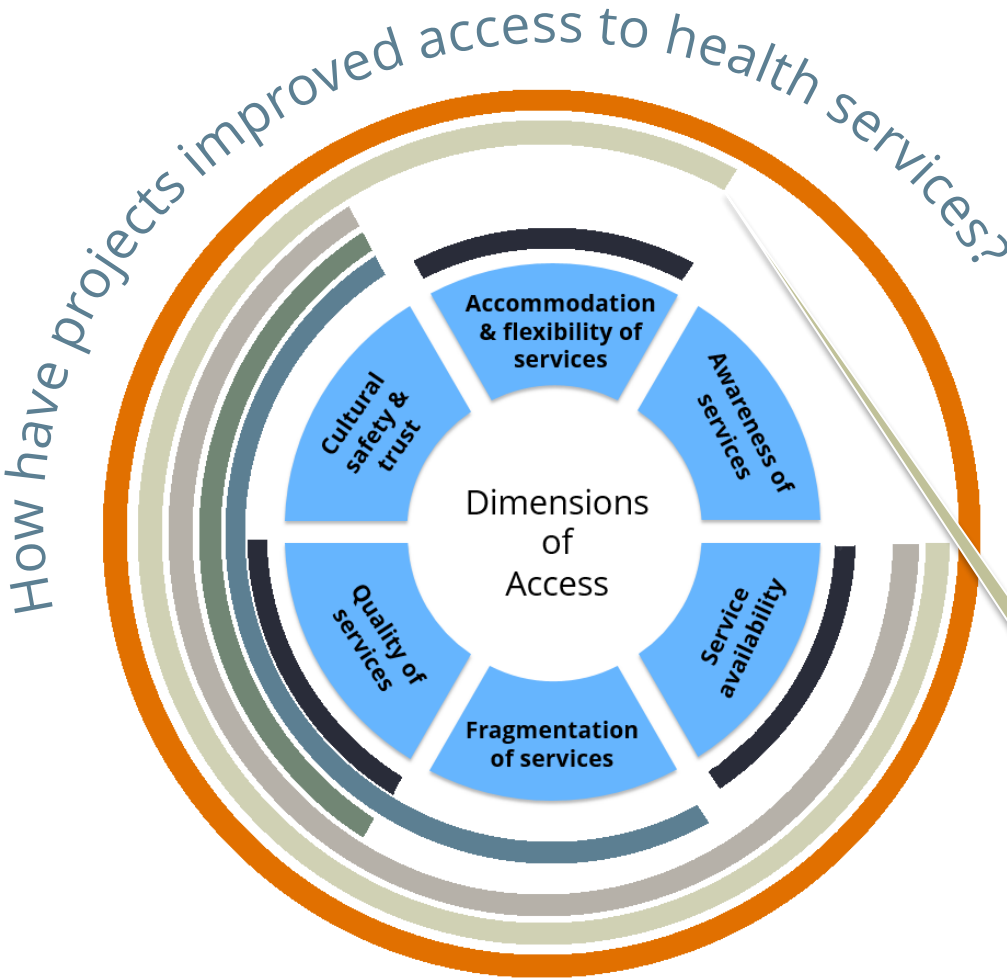 How have projects improved access to health services?
Accommodation
& flexibility of
services
Awareness of
services
Service
availability
Fragmentation
of services
Quality of
services
Cultural
safety &
trust
Dimensions
of
Access